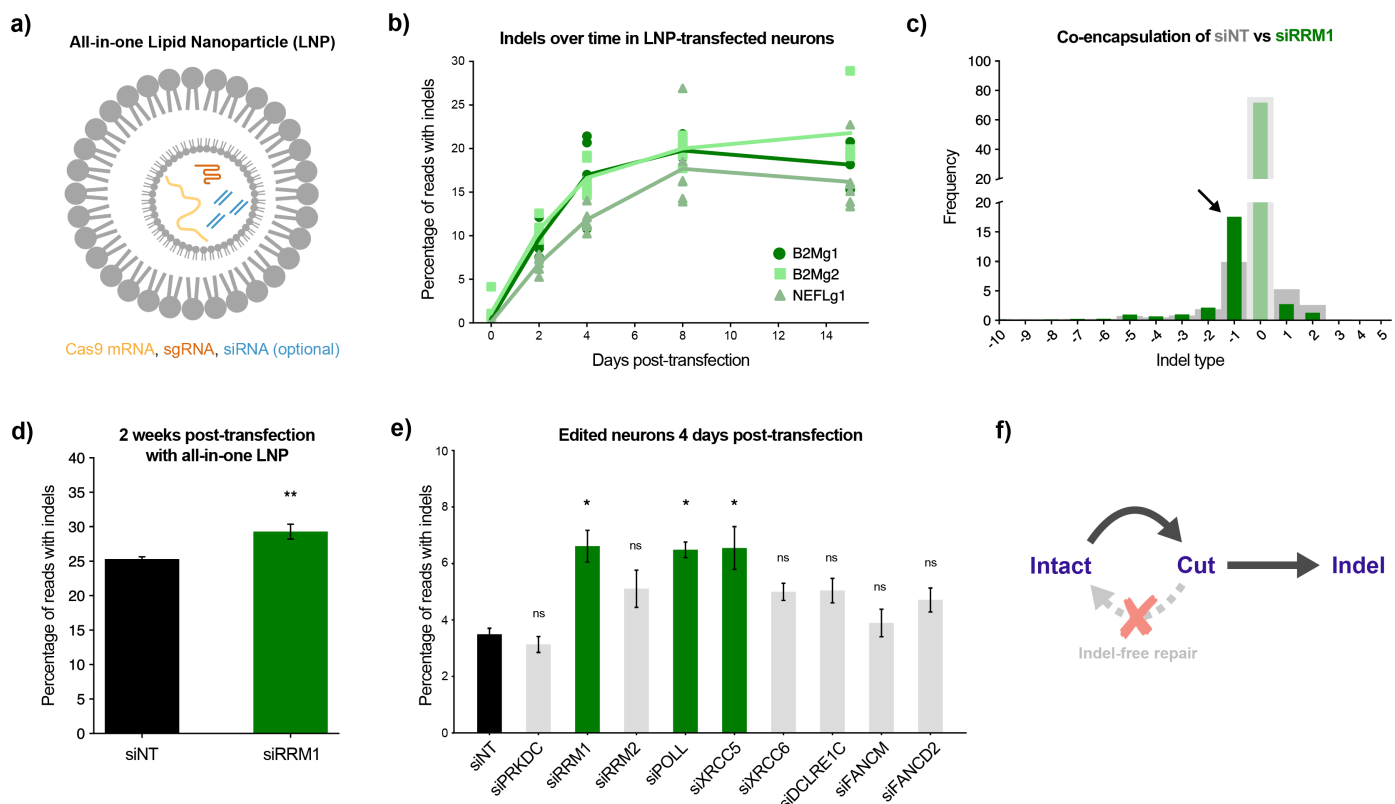 a)
All-in-one Lipid Nanoparticle (LNP)
Cas9 mRNA, sgRNA, siRNA (optional)
b)
Indels over time in LNP-transfected neurons
Percentage of reads with indels
30
25
20
15
10
5
0
0 2 4 6 8 10 12 14
Days post-transfection
B2Mg1
B2Mg2
NEFLg1
c)
Co-encapsulation of siNT vs siRRM1
Frequency
100
80
60
40
20
20
15
10
5
0
-10 -9 -8 -7 -6 -5 -4 -3 -2 -1 0 1 2 3 4 5
Indel type
d)
2 weeks post-transfection
with all-in-one LNP
Percentage of reads with indels
40
35
30
25
20
15
10
5
0
**
siNT siRRM1
e)
Edited neurons 4 days post-transfection
Percentage of reads with indels
10
8
6
4
2
0
ns * ns * * ns ns ns ns
siNT siPRKDC siRRM1 siRRM2 siPOLL siXRCC5 siXRCC6 siDCLRE1C siFANCM siFANCD2
f)
Intact Cut Indel
Indel-free repair